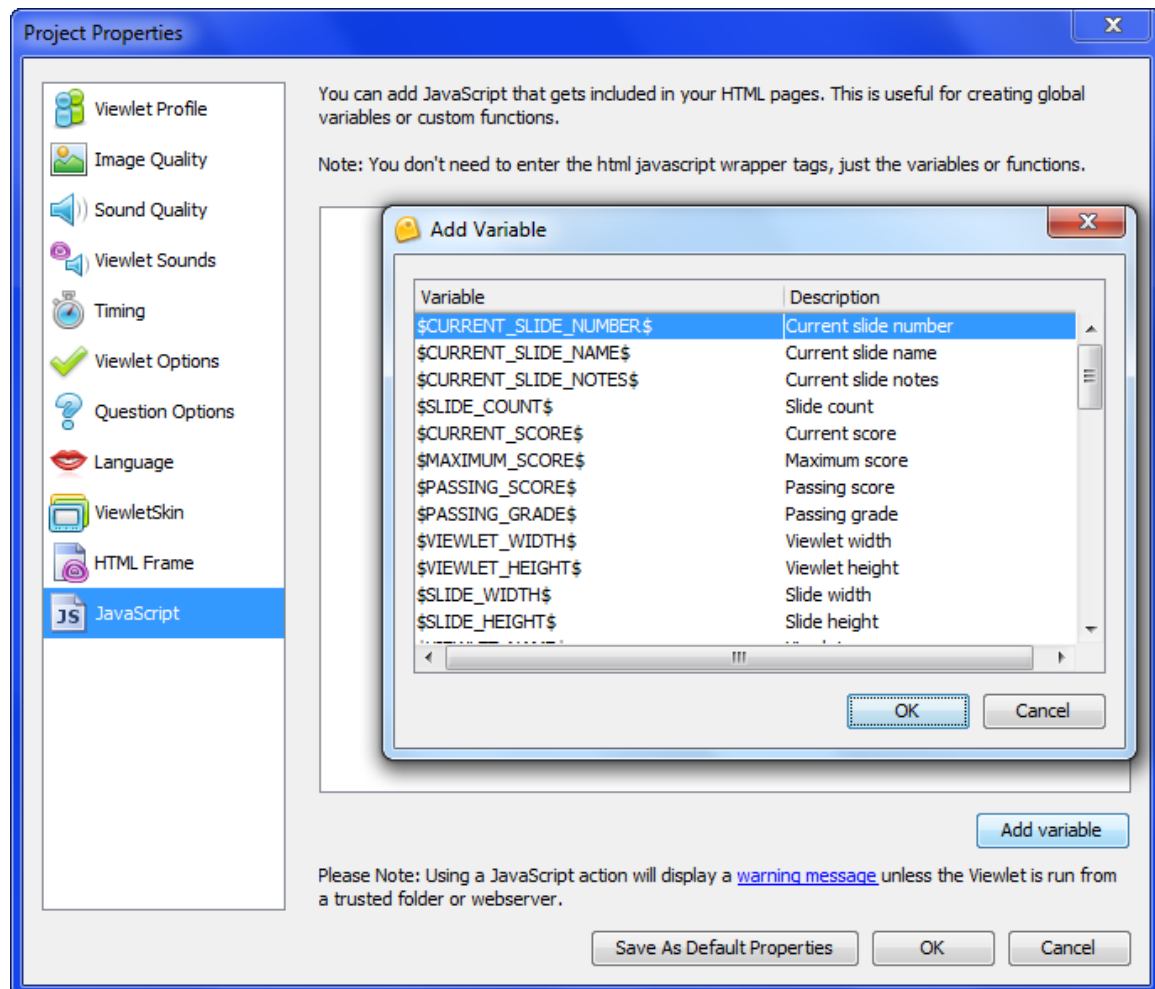 Project Properties
Viewlet Profile
Image Quality
Sound Quality
Viewlet Sounds
Timing
Viewlet Options
Question Options
Language
ViewletSkin
HTML Frame
JS JavaScript
You can add JavaScript that gets included in your HTML pages. This is useful for creating global
variables or custom functions.
Note: You don't need to enter the html javascript wrapper tags, just the variables or functions.
Add Variable
Variable Description
$CURRENT_SLIDE_NUMBER$ Current slide number
$CURRENT_SLIDE_NAME$ Current slide name
$CURRENT_SLIDE_NOTES$ Current slide notes
$SLIDE_COUNT$ Slide count
$CURRENT_SCORE$ Current score
$MAXIMUM_SCORE$ Maximum score
$PASSING_SCORE$ Passing score
$PASSING_GRADE$ Passing grade
$VIEWLET_WIDTH$ Viewlet width
$VIEWLET_HEIGHT$ Viewlet height
$SLIDE_WIDTH$ Slide width
$SLIDE_HEIGHT$ Slide height
OK Cancel
Add variable
Please Note: Using a JavaScript action will display a warning message unless the Viewlet is run from
a trusted folder or webserver.
Save As Default Properties OK Cancel